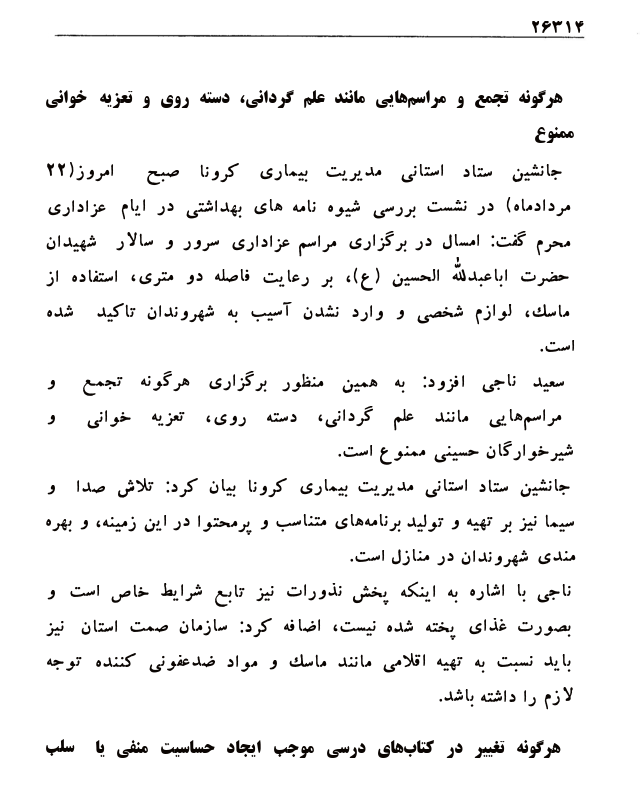 ۲۶۳۱۴
هرگونه تجمع و مراسم‌هایی مانند علم گردانی، دسته روی و تعزیه خوانی
ممنوع
جانشین ستاد استانی مدیریت بیماری کرونا صبح امروز(۲۲
مردادماه) در نشست بررسی شیوه نامه های بهداشتی در ایام عزاداری
محرم گفت: امسال در برگزاری مراسم عزاداری سرور و سالار شهیدان
حضرت اباعبدلله الحسین (ع)، بر رعایت فاصله دو متری، استفاده از
ماسک، لوازم شخصی و وارد نشدن آسیب به شهروندان تاکید شده
است.
سعید ناجی افزود: به همین منظور برگزاری هرگونه تجمع و
مراسم‌هایی مانند علم گردانی، دسته روی، تعزیه خوانی و
شیرخوارگان حسینی ممنوع است.
جانشین ستاد استانی مدیریت بیماری کرونا بیان کرد: تلاش صدا و
سیما نیز بر تهیه و تولید برنامه‌های متناسب و پرمحتوا در این زمینه، و بهره
مندی شهروندان در منازل است.
ناجی با اشاره به اینکه پخش نذورات نیز تابع شرایط خاص است و
بصورت غذای پخته شده نیست، اضافه کرد: سازمان صمت استان نیز
باید نسبت به تهیه اقلامی مانند ماسک و مواد ضدعفونی کننده توجه
لازم را داشته باشد.
هرگونه تغییر در کتاب‌های درسی موجب ایجاد حساسیت منفی یا سلب